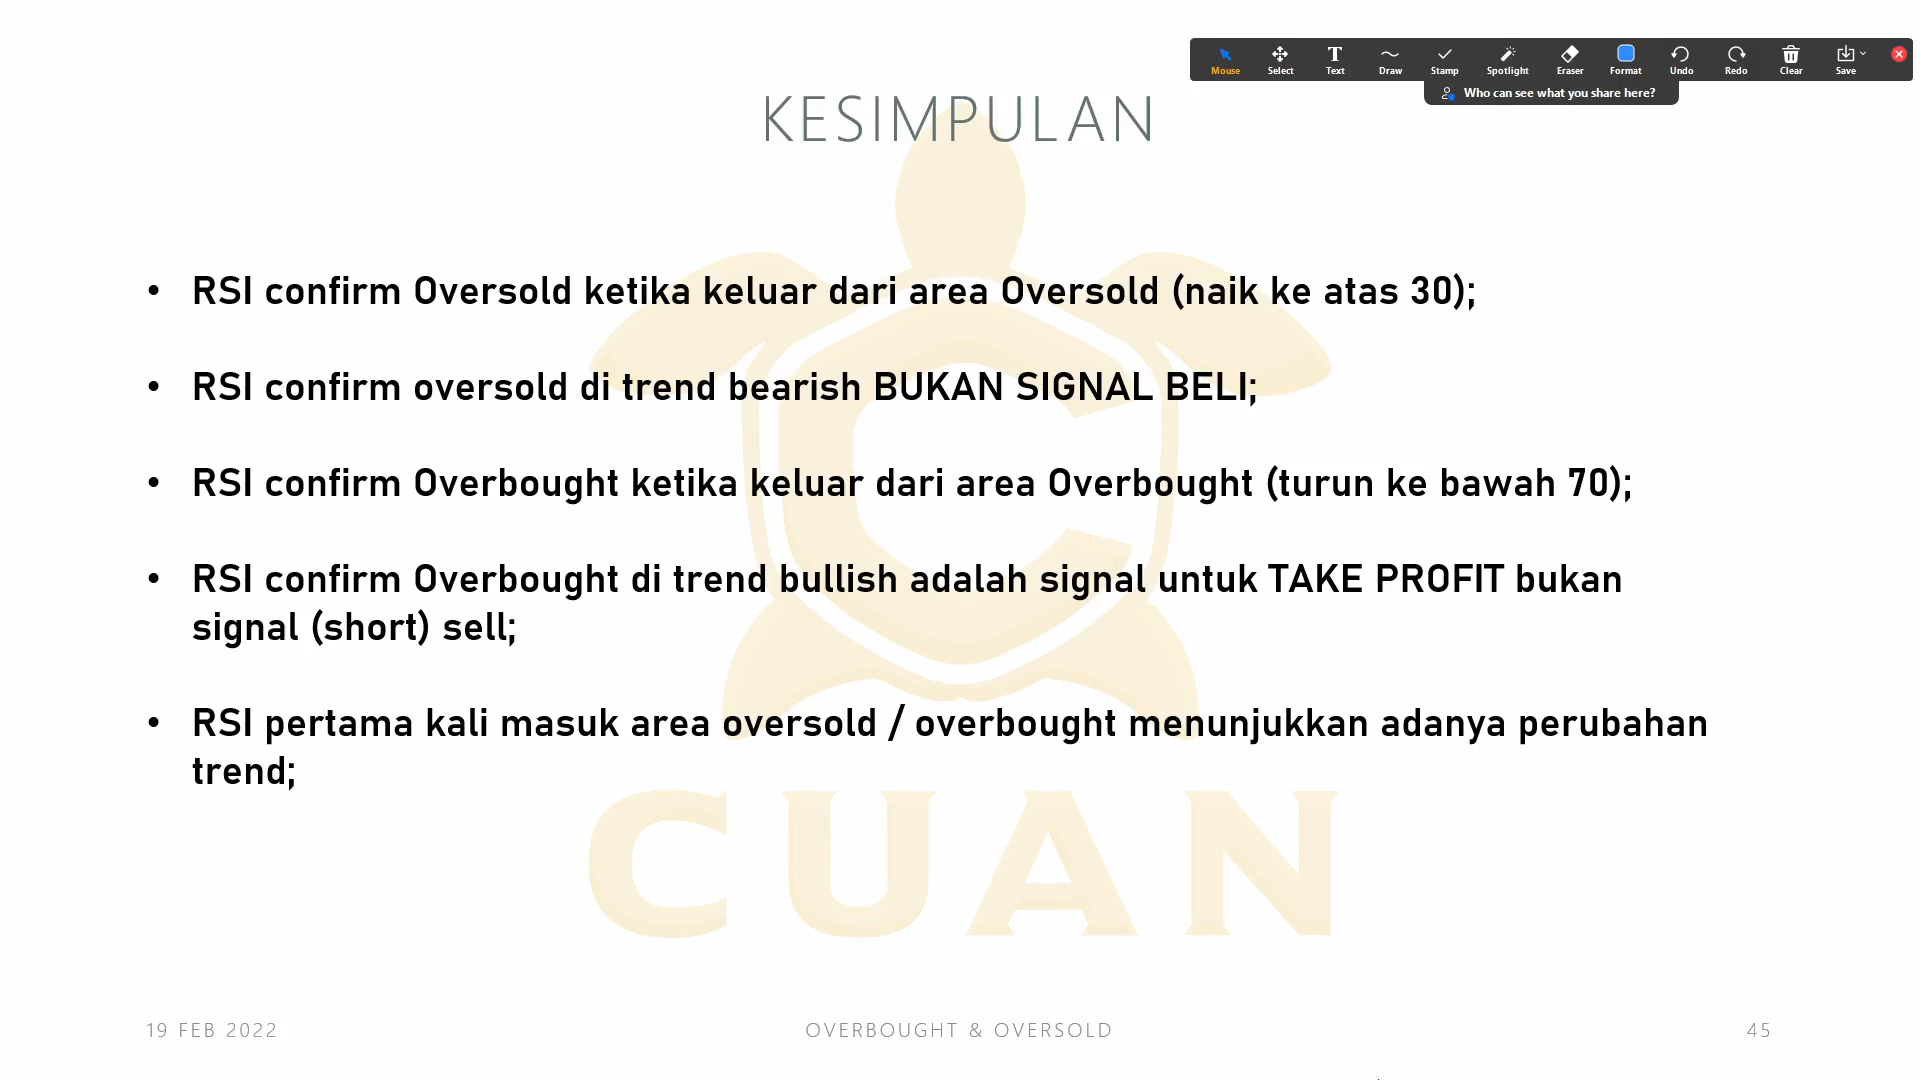 Mouse Select Text Draw Stamp Spotlight Eraser Format Undo Redo Clear Save
Who can see what you share here?
KESIMPULAN
• RSI confirm Oversold ketika keluar dari area Oversold (naik ke atas 30);
• RSI confirm oversold di trend bearish BUKAN SIGNAL BELI;
• RSI confirm Overbought ketika keluar dari area Overbought (turun ke bawah 70);
• RSI confirm Overbought di trend bullish adalah signal untuk TAKE PROFIT bukan
signal (short) sell;
• RSI pertama kali masuk area oversold / overbought menunjukkan adanya perubahan
trend;
C
CUAN
19 FEB 2022 OVERBOUGHT & OVERSOLD 45